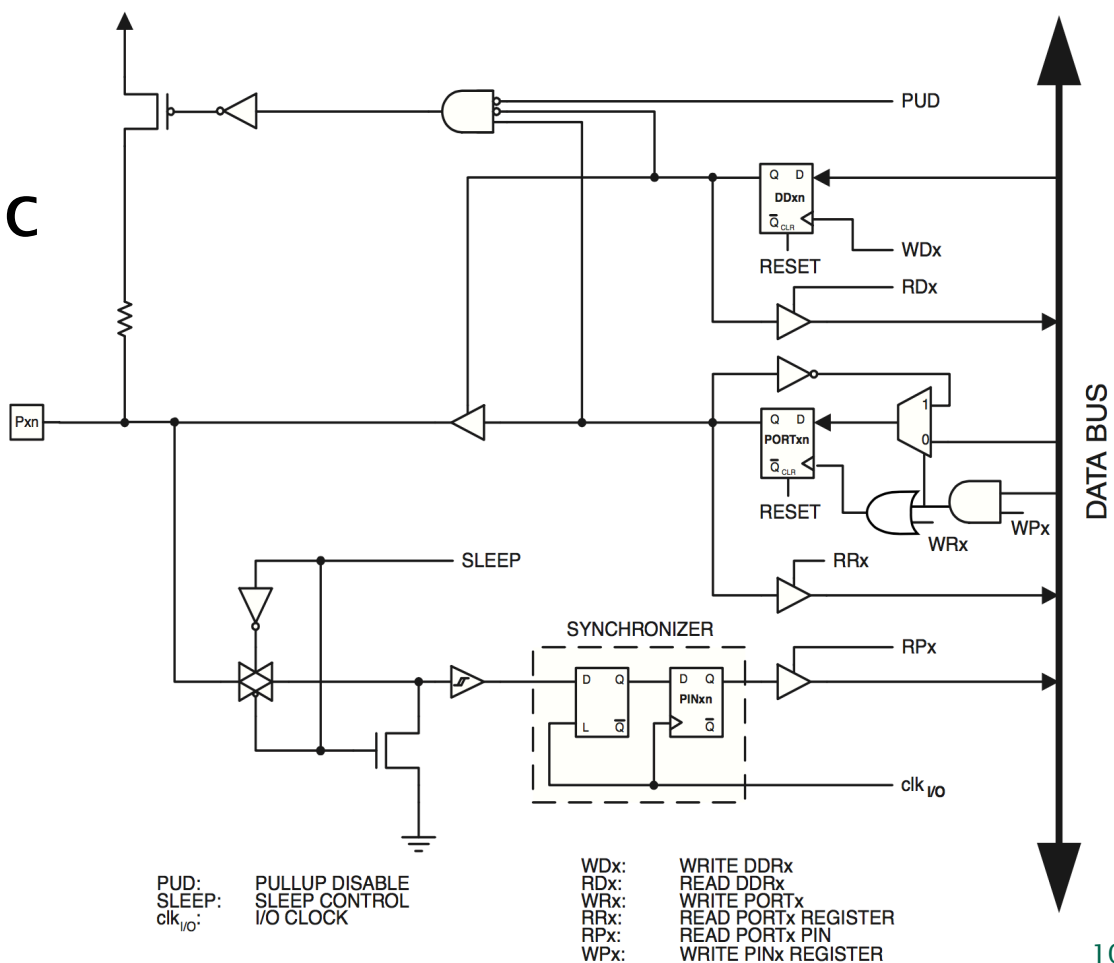 PUD
C
Q D
DDxn
Q CLR
RESET
WDx
RDx
Pxn
1
Q D
PORTxn
0
Q CLR
RESET
WPx
WRx
DATA BUS
SLEEP
RRx
SYNCHRONIZER
RPx
D Q
L Q
D Q
PINxn
Q
clk I/O
PUD: PULLUP DISABLE
SLEEP: SLEEP CONTROL
clkI/O: I/O CLOCK
WDx: WRITE DDRx
RDx: READ DDRx
WRx: WRITE PORTx
RRx: READ PORTx REGISTER
RPx: READ PORTx PIN
WPx: WRITE PINx REGISTER
10